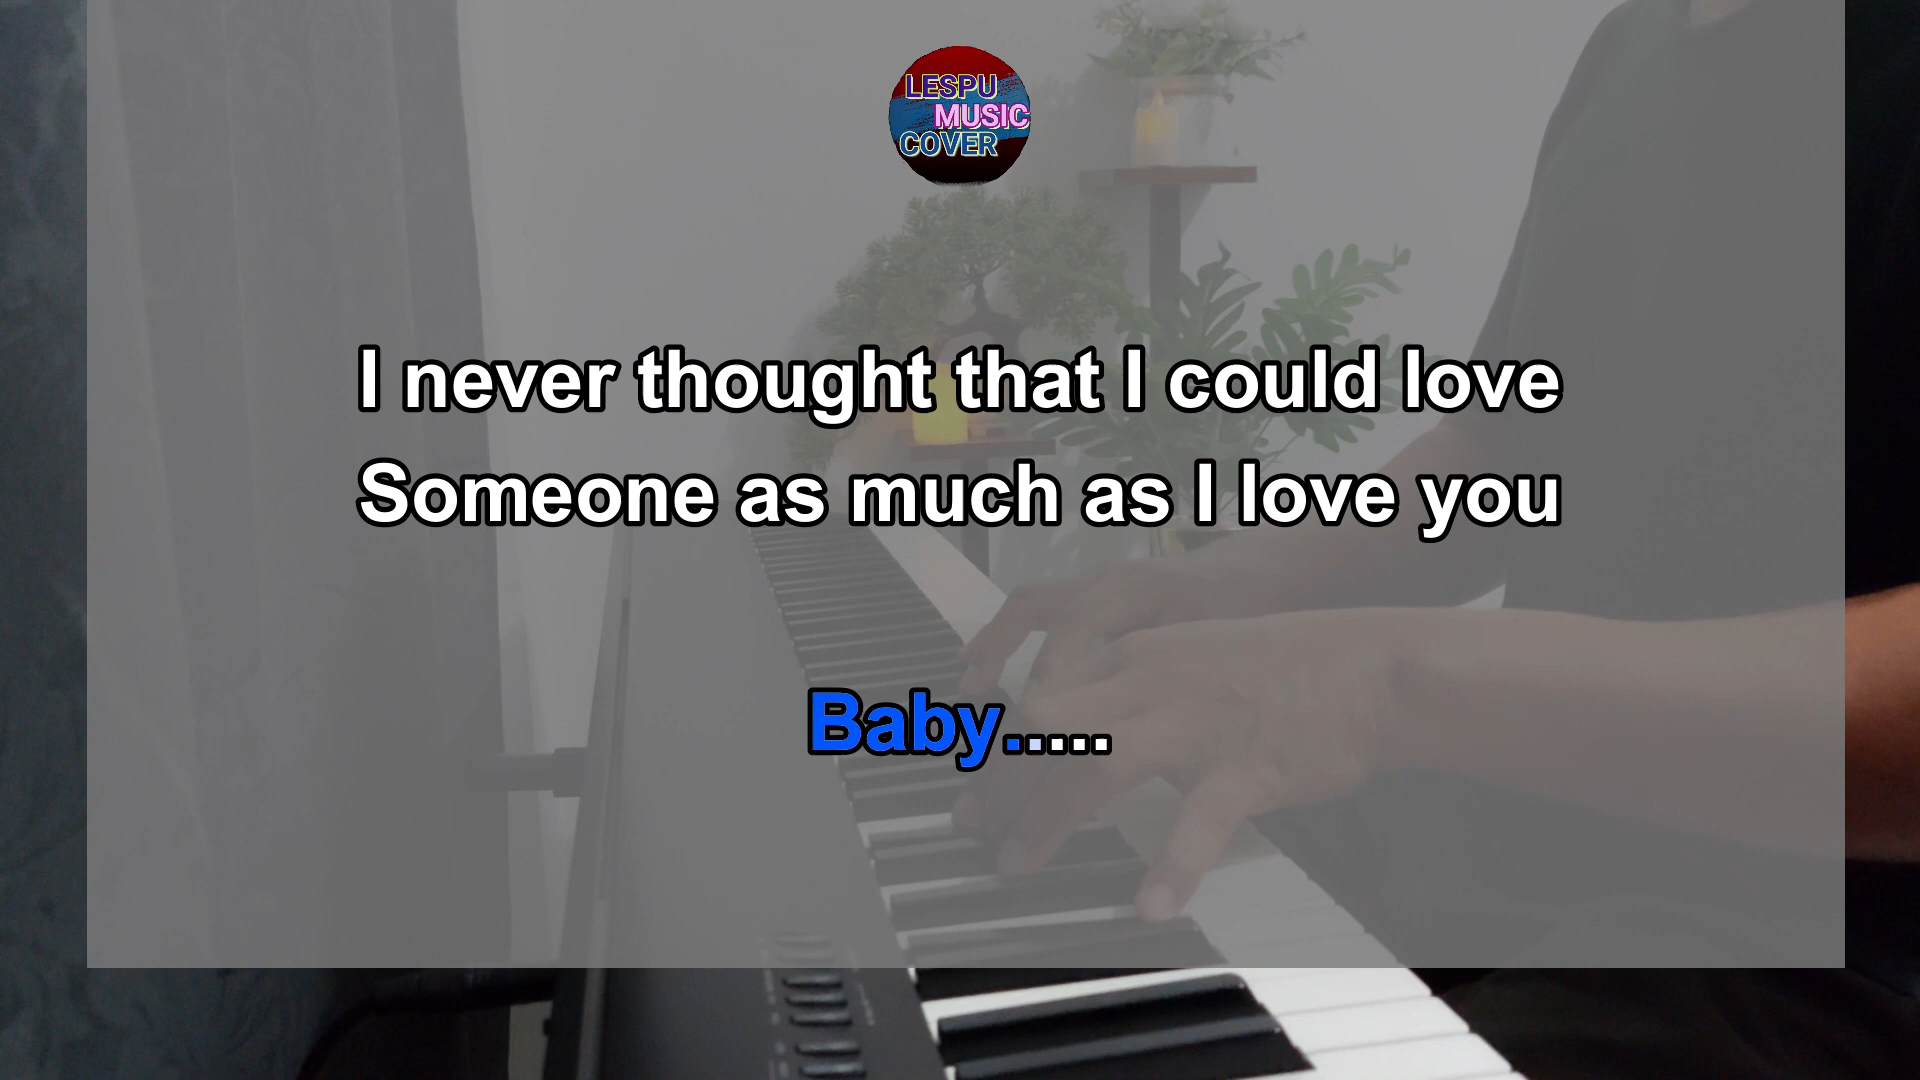 LESPU
MUSIC
COVER
I never thought that I could love
Someone as much as I love you
Baby.....